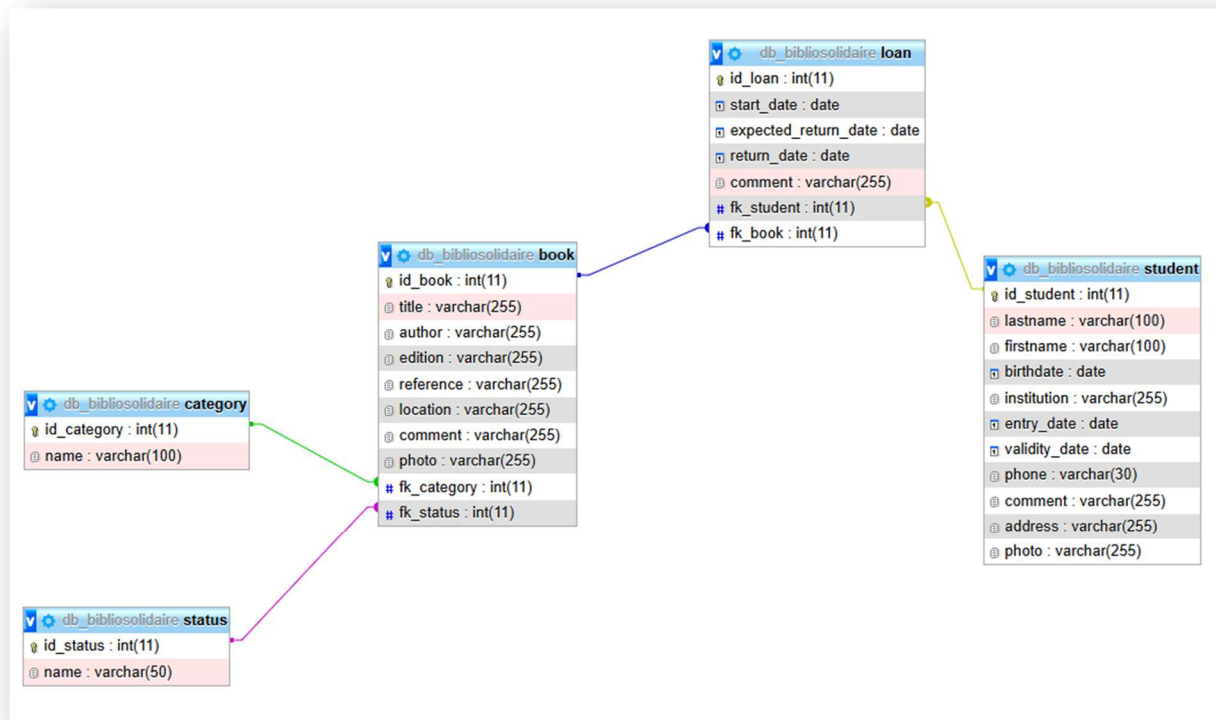 db_bibliosolidaire loan
id_loan : int(11)
start_date : date
expected_return_date : date
return_date : date
comment : varchar(255)
fk_student : int(11)
fk_book : int(11)
db_bibliosolidaire book
id_book : int(11)
title : varchar(255)
author : varchar(255)
edition : varchar(255)
reference : varchar(255)
location : varchar(255)
comment : varchar(255)
photo : varchar(255)
fk_category : int(11)
fk_status : int(11)
db_bibliosolidaire student
id_student : int(11)
lastname : varchar(100)
firstname : varchar(100)
birthdate : date
institution : varchar(255)
entry_date : date
validity_date : date
phone : varchar(30)
comment : varchar(255)
address : varchar(255)
photo : varchar(255)
db_bibliosolidaire category
id_category : int(11)
name : varchar(100)
db_bibliosolidaire status
id_status : int(11)
name : varchar(50)